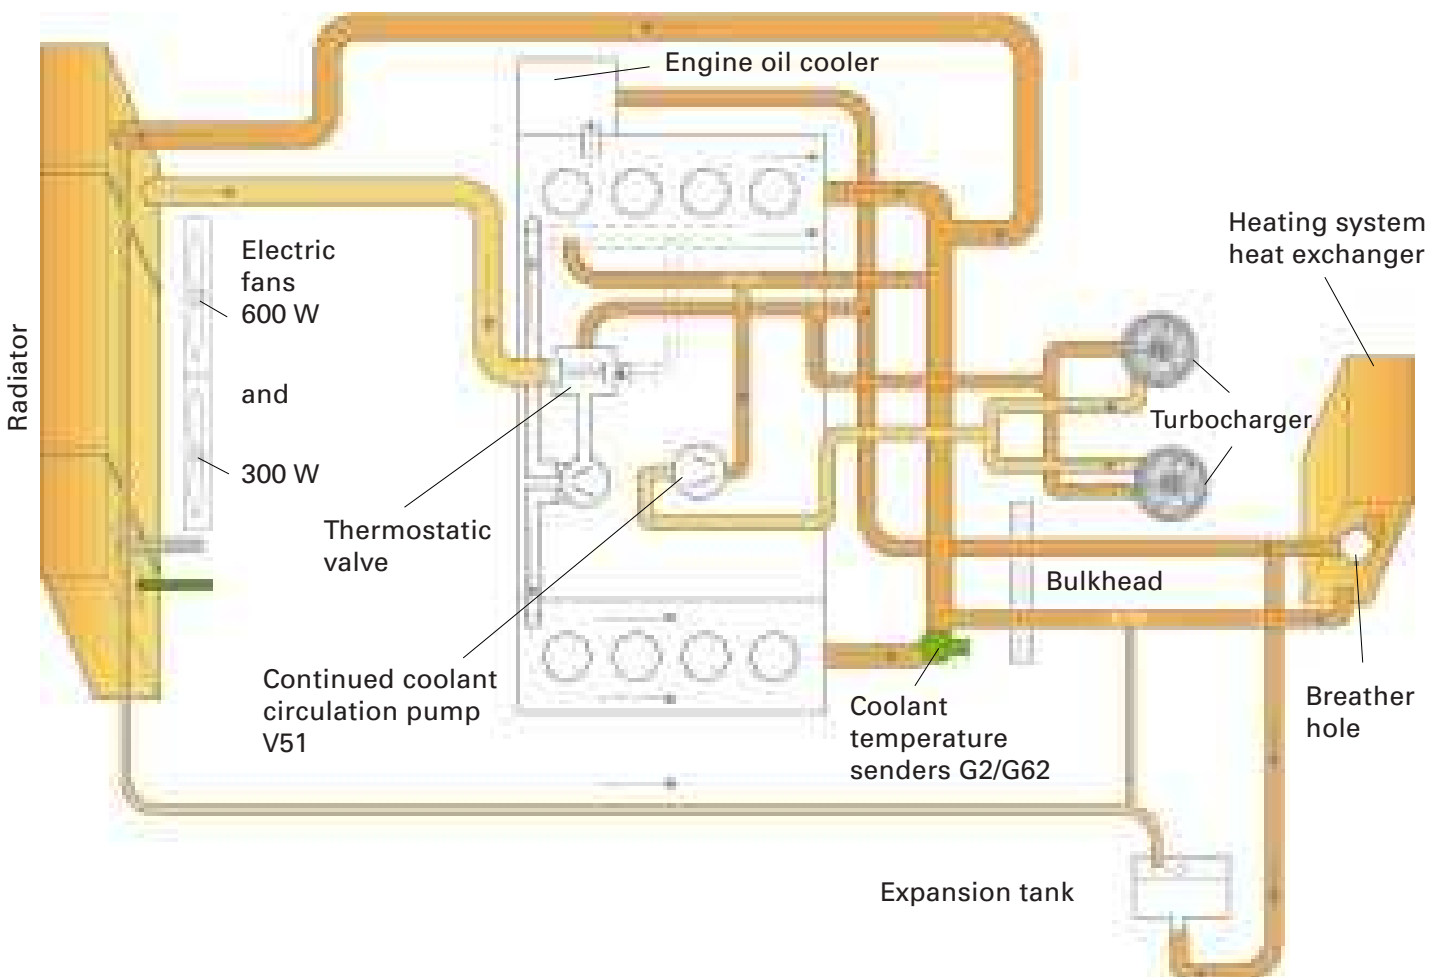 Engine oil cooler
Radiator
Electric
fans
600 W
and
300 W
Heating system
heat exchanger
Turbocharger
Thermostatic
valve
Bulkhead
Continued coolant
circulation pump
V51
Coolant
temperature
senders G2/G62
Breather
hole
Expansion tank